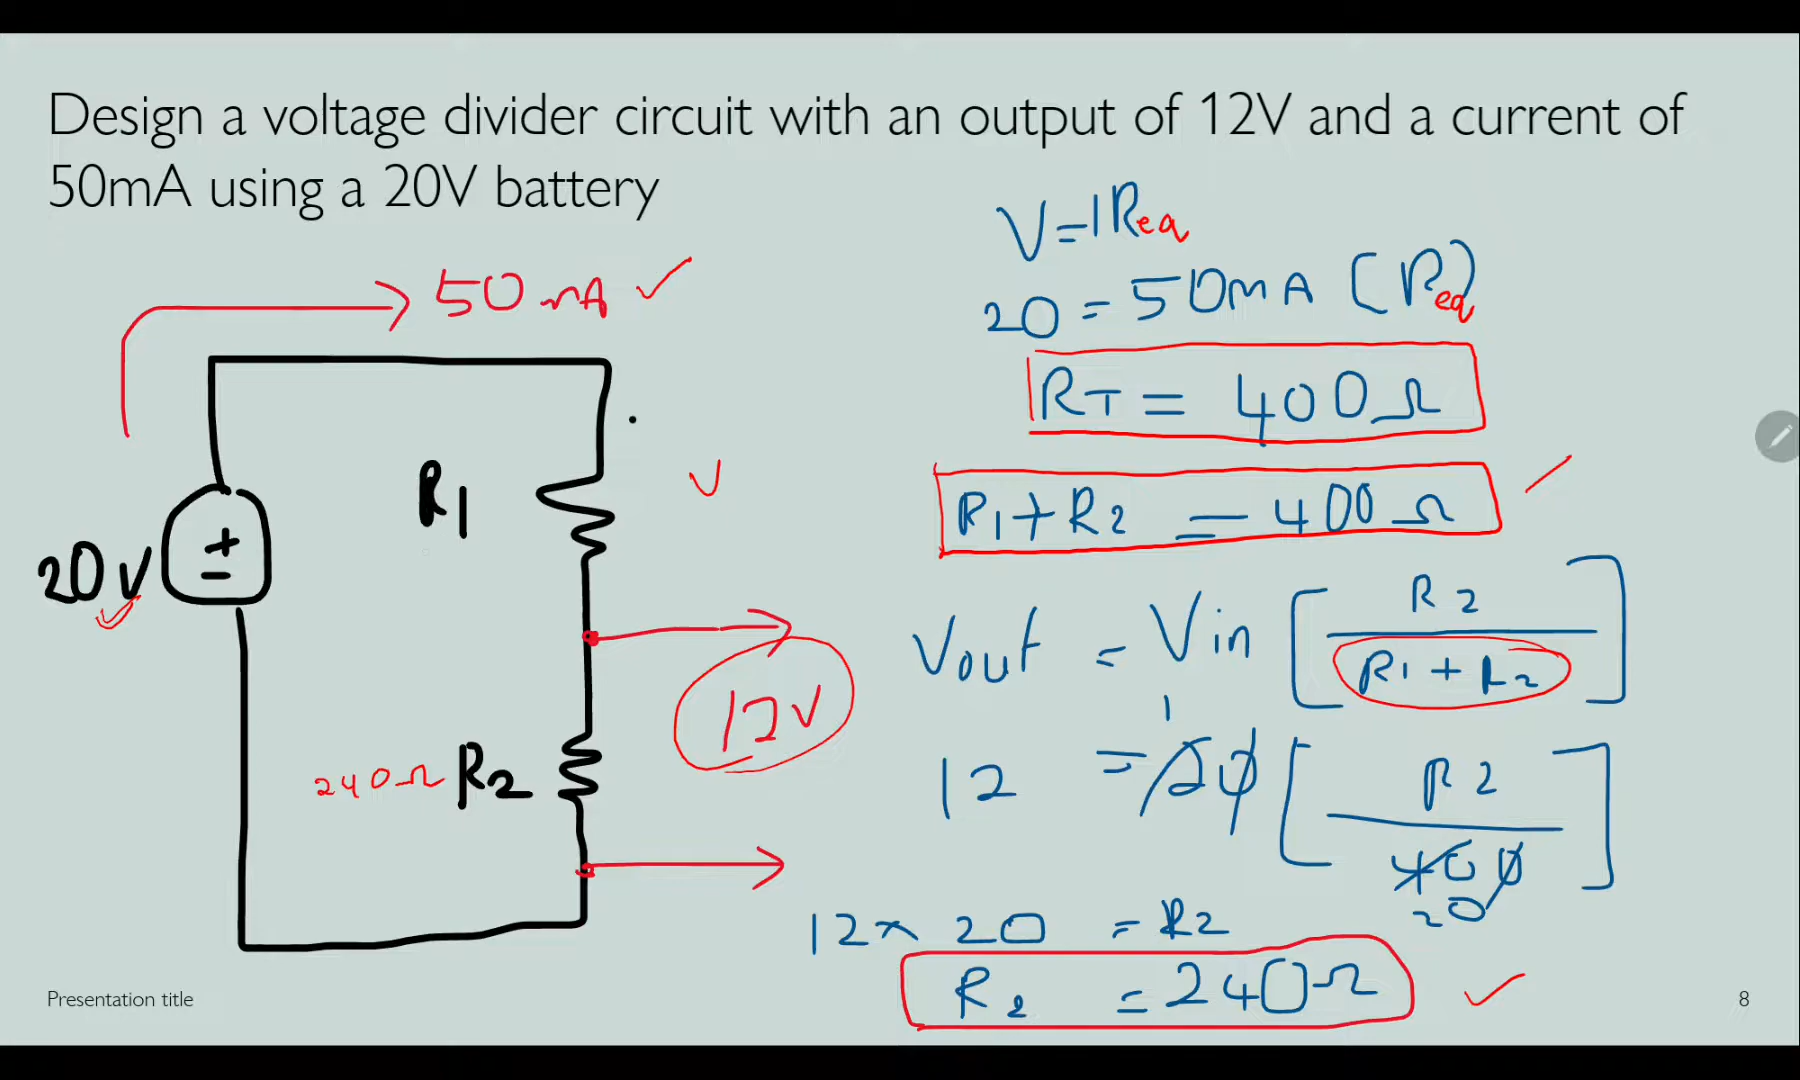 Design a voltage divider circuit with an output of 12V and a current of
50mA using a 20V battery
V=IReq
50mA ✓
20 = 50mA (Req)
RT = 400Ω
R1
V
R1+R2 = 400Ω
20V
+
−
Vout = Vin [R2 / R1 + R2]
12V
1
12 = 20 [R2 / 400]
20
240Ω R2
12 × 20 = R2
R2 = 240Ω ✓
Presentation title
8